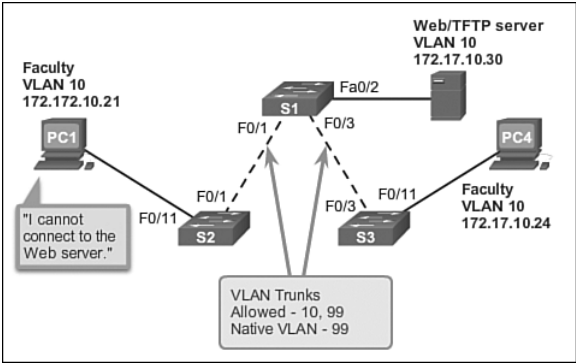 Web/TFTP server
VLAN 10
172.17.10.30
Faculty
VLAN 10
172.172.10.21
Fa0/2
S1
F0/1
F0/3
PC1
PC4
F0/1
F0/11
S2
F0/3
F0/11
S3
Faculty
VLAN 10
172.17.10.24
"I cannot
connect to the
Web server."
VLAN Trunks
Allowed - 10, 99
Native VLAN - 99